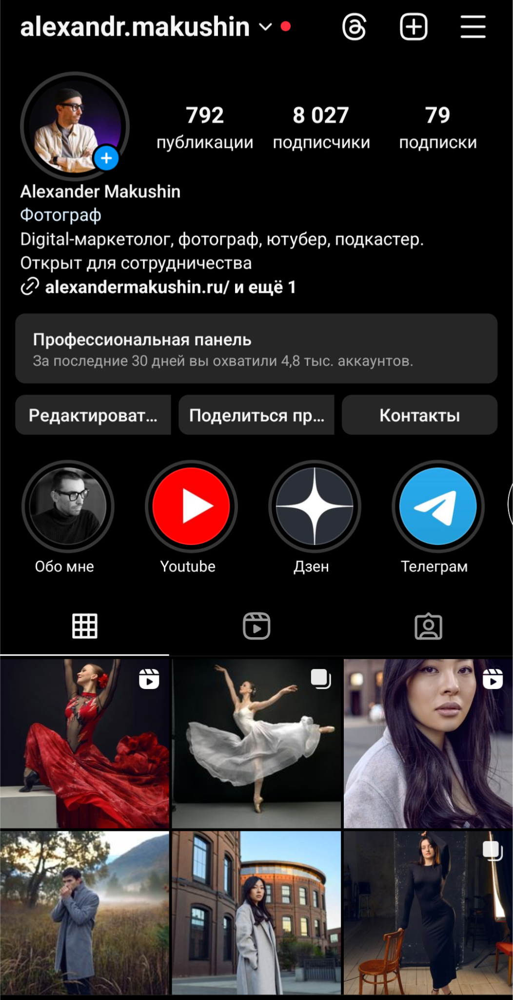 alexandr.makushin
792 8 027 79
публикации подписчики подписки
Alexander Makushin
Фотограф
Digital-маркетолог, фотограф, ютубер, подкастер.
Открыт для сотрудничества
alexandermakushin.ru/ и ещё 1
Профессиональная панель
За последние 30 дней вы охватили 4,8 тыс. аккаунтов.
Редактироват... Поделиться пр... Контакты
Обо мне Youtube Дзен Телеграм